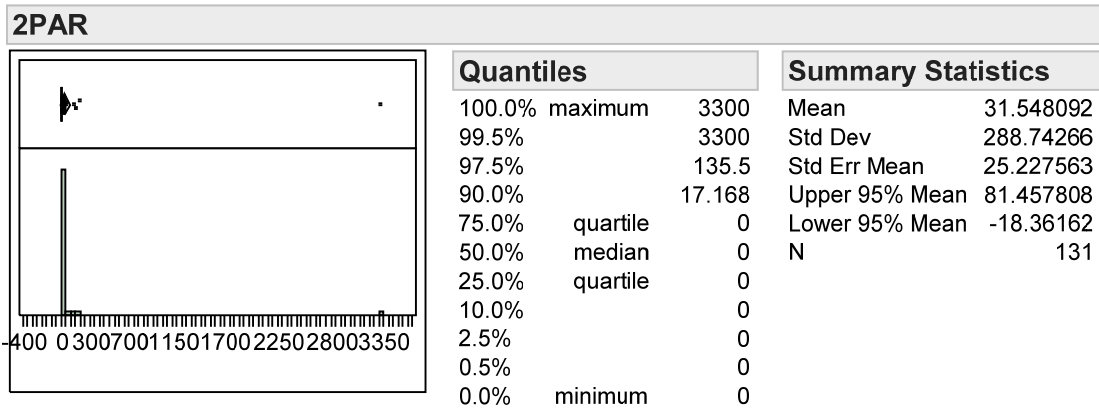 2PAR
-400 0 300 700 1150 1700 2250 2800 3350
Quantiles
100.0% maximum 3300
99.5% 3300
97.5% 135.5
90.0% 17.168
75.0% quartile 0
50.0% median 0
25.0% quartile 0
10.0% 0
2.5% 0
0.5% 0
0.0% minimum 0
Summary Statistics
Mean 31.548092
Std Dev 288.74266
Std Err Mean 25.227563
Upper 95% Mean 81.457808
Lower 95% Mean -18.36162
N 131